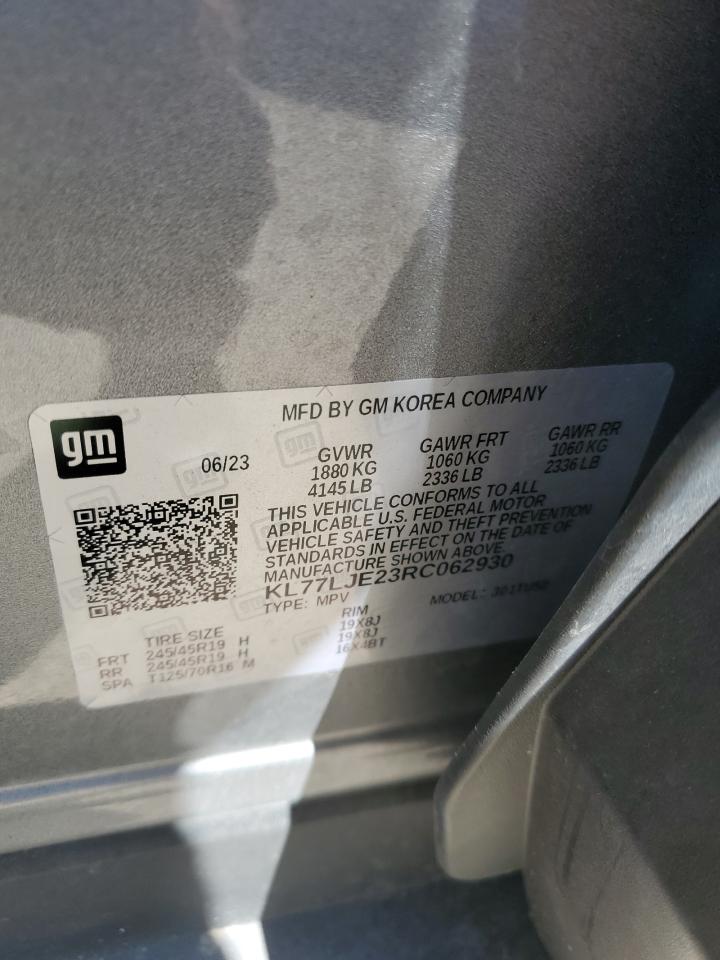 MFD BY GM KOREA COMPANY
gm
06/23
GVWR GAWR FRT GAWR RR
1880 KG 1060 KG 1060 KG
4145 LB 2336 LB 2336 LB
THIS VEHICLE CONFORMS TO ALL
APPLICABLE U.S. FEDERAL MOTOR
VEHICLE SAFETY AND THEFT PREVENTION
STANDARDS IN EFFECT ON THE DATE OF
MANUFACTURE SHOWN ABOVE.
KL77LJE23RC062930
TYPE: MPV MODEL:
TIRE SIZE RIM
FRT 245/45R19 H 19X8J
RR 245/45R19 H 19X8J
SPA T125/70R16 M 16X4BT